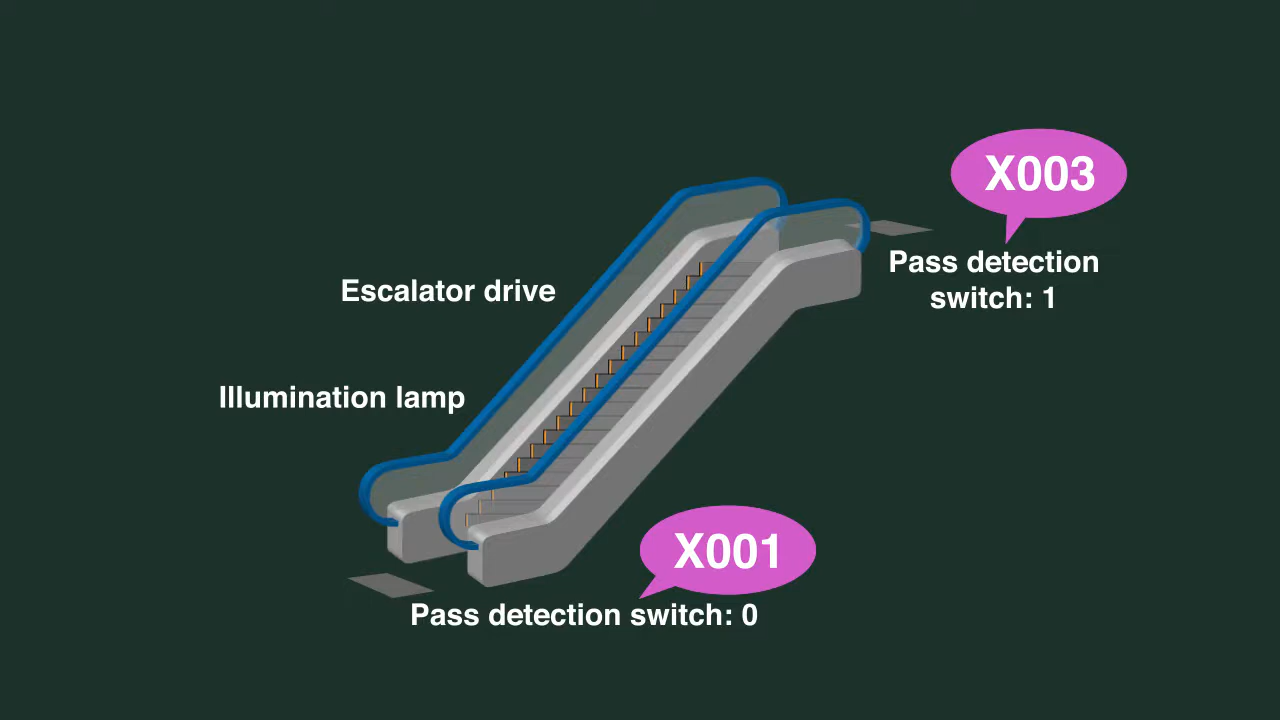 X003
Pass detection
switch: 1
Escalator drive
Illumination lamp
X001
Pass detection switch: 0